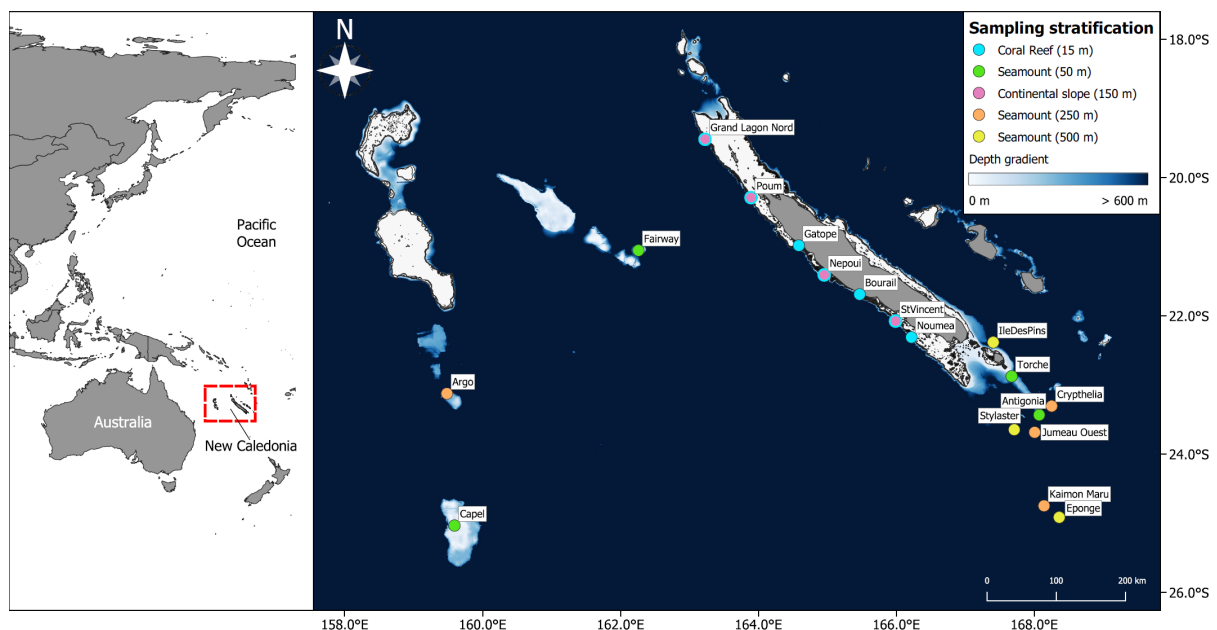 Pacific
Ocean
Australia
New Caledonia
N
Sampling stratification
Coral Reef (15 m)
Seamount (50 m)
Continental slope (150 m)
Seamount (250 m)
Seamount (500 m)
Depth gradient
0 m
> 600 m
Grand Lagon Nord
Poum
Gatope
Fairway
Nepoui
Bourail
StVincent
Noumea
IleDesPins
Torche
Argo
Crypthelia
Antigonia
Stylaster
Jumeau Ouest
Kaimon Maru
Eponge
Capel
0
100
200 km
18.0°S
20.0°S
22.0°S
24.0°S
26.0°S
158.0°E
160.0°E
162.0°E
164.0°E
166.0°E
168.0°E